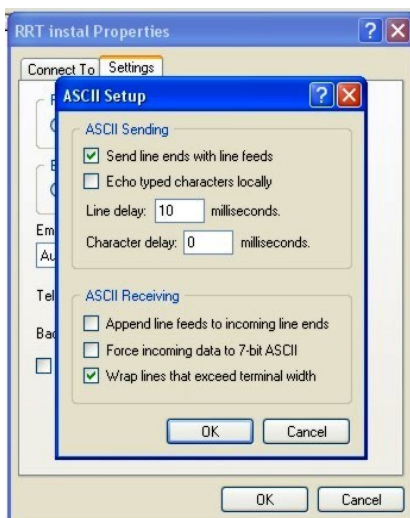 RRT instal Properties
Connect To Settings
ASCII Setup
ASCII Sending
Send line ends with line feeds
Echo typed characters locally
Line delay: 10 milliseconds.
Character delay: 0 milliseconds.
Em
Au
Tel
ASCII Receiving
Append line feeds to incoming line ends
Bac
Force incoming data to 7-bit ASCII
Wrap lines that exceed terminal width
OK Cancel
OK Cancel